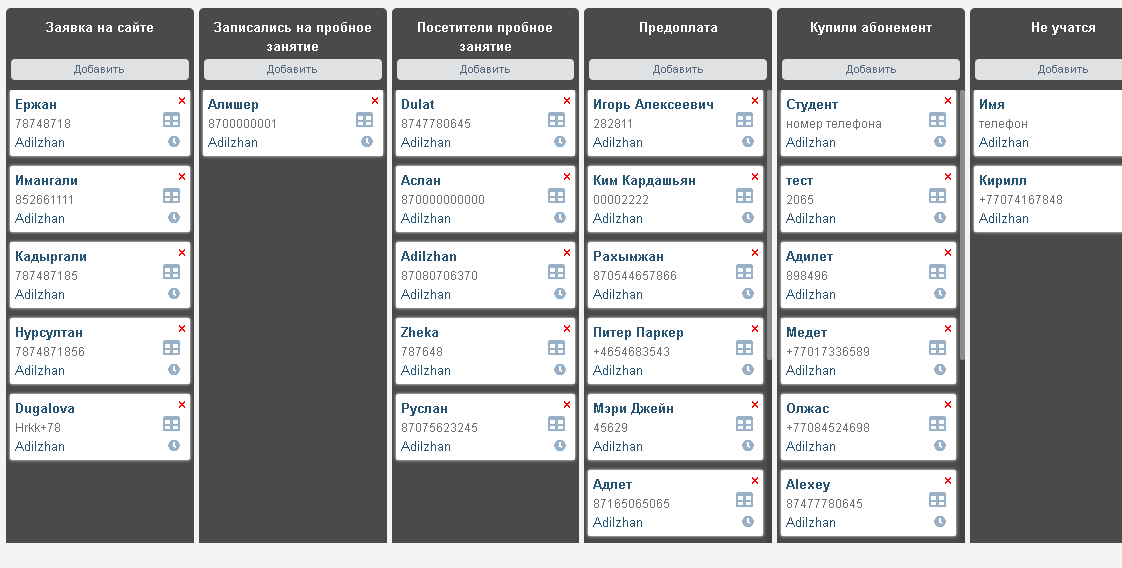 Заявка на сайте
Добавить
Ержан
78748718
Adilzhan
Имангали
852661111
Adilzhan
Кадыргали
787487185
Adilzhan
Нурсултан
7874871856
Adilzhan
Dugalova
Hrkk+78
Adilzhan
Записались на пробное
занятие
Добавить
Алишер
8700000001
Adilzhan
Посетители пробное
занятие
Добавить
Dulat
8747780645
Adilzhan
Аслан
870000000000
Adilzhan
Adilzhan
87080706370
Adilzhan
Zheka
787648
Adilzhan
Руслан
87075623245
Adilzhan
Предоплата
Добавить
Игорь Алексеевич
282811
Adilzhan
Ким Кардашьян
00002222
Adilzhan
Рахымжан
870544657866
Adilzhan
Питер Паркер
+4654683543
Adilzhan
Мэри Джейн
45629
Adilzhan
Адлет
87165065065
Adilzhan
Купили абонемент
Добавить
Студент
номер телефона
Adilzhan
тест
2065
Adilzhan
Адилет
898496
Adilzhan
Медет
+77017336589
Adilzhan
Олжас
+77084524698
Adilzhan
Alexey
87477780645
Adilzhan
Не учатся
Добавить
Имя
телефон
Adilzhan
Кирилл
+77074167848
Adilzhan